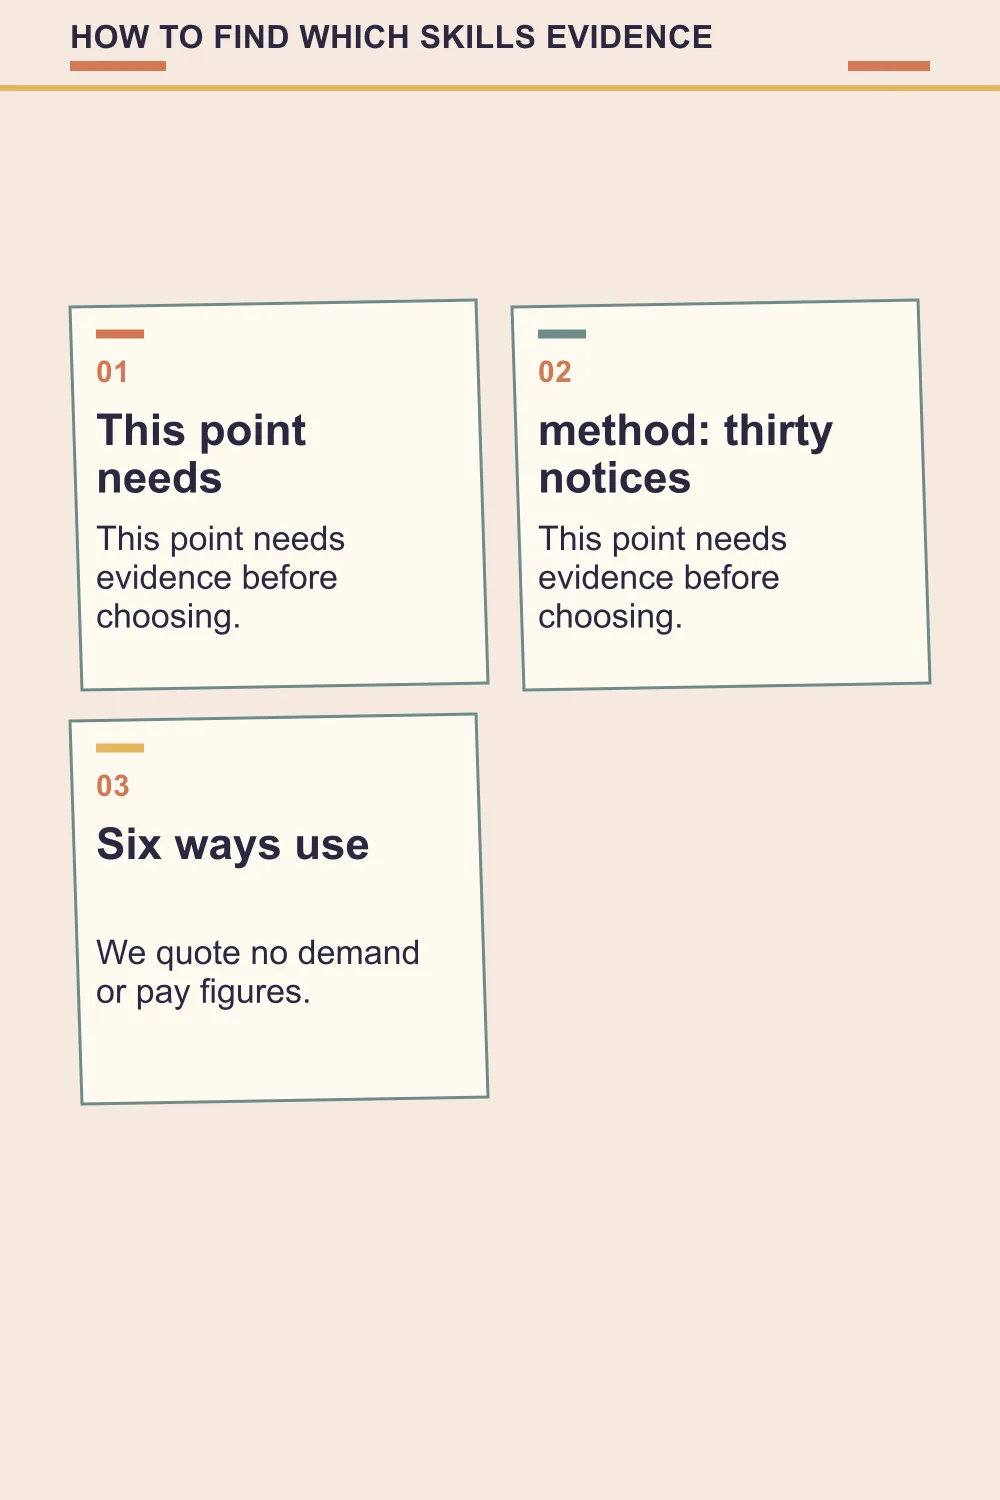 HOW TO FIND WHICH SKILLS EVIDENCE
01
This point
needs
This point needs
evidence before
choosing.
02
method: thirty
notices
This point needs
evidence before
choosing.
03
Six ways use
We quote no demand
or pay figures.